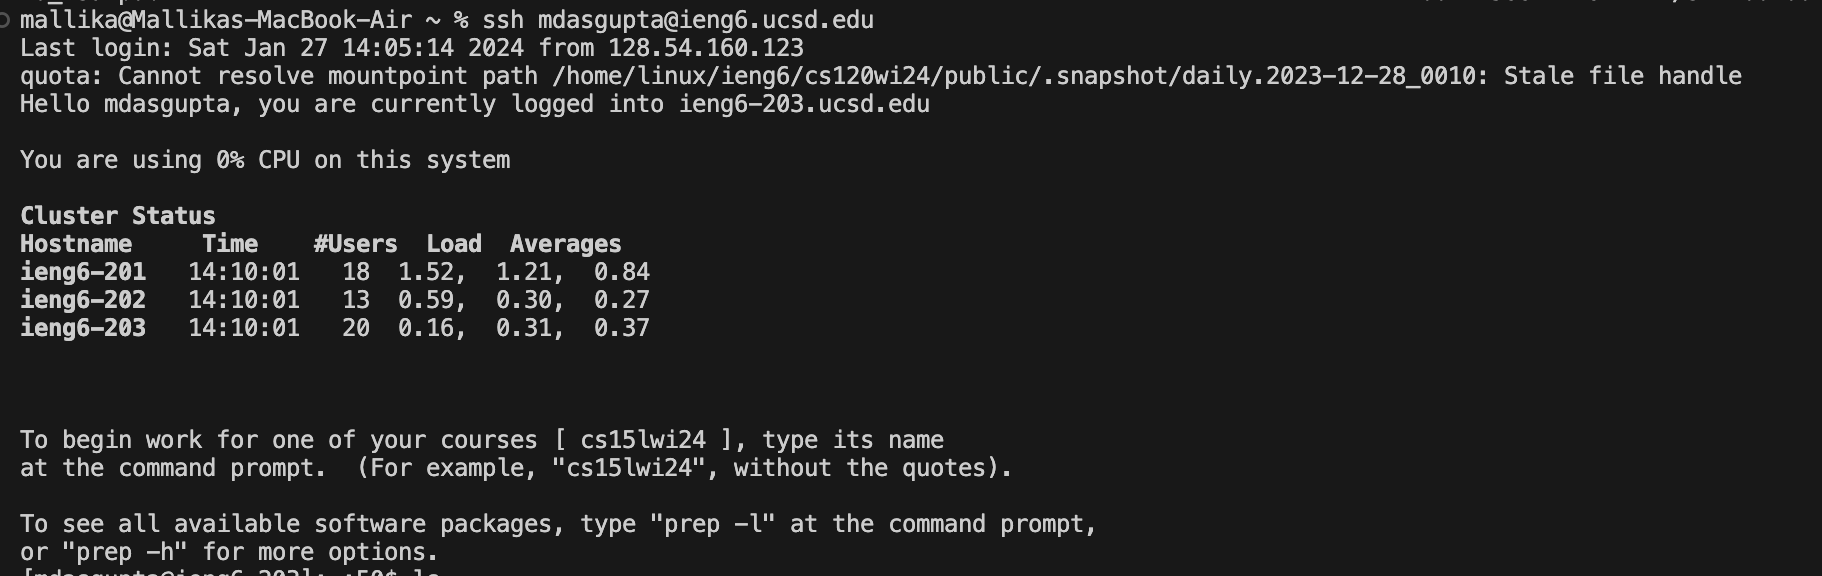 mallika@Mallikas-MacBook-Air ~ % ssh mdasgupta@ieng6.ucsd.edu
Last login: Sat Jan 27 14:05:14 2024 from 128.54.160.123
quota: Cannot resolve mountpoint path /home/linux/ieng6/cs120wi24/public/.snapshot/daily.2023-12-28_0010: Stale file handle
Hello mdasgupta, you are currently logged into ieng6-203.ucsd.edu
You are using 0% CPU on this system
Cluster Status
Hostname     Time    #Users  Load  Averages
ieng6-201   14:10:01   18  1.52,  1.21,  0.84
ieng6-202   14:10:01   13  0.59,  0.30,  0.27
ieng6-203   14:10:01   20  0.16,  0.31,  0.37
To begin work for one of your courses [ cs15lwi24 ], type its name
at the command prompt.  (For example, "cs15lwi24", without the quotes).
To see all available software packages, type "prep -l" at the command prompt,
or "prep -h" for more options.